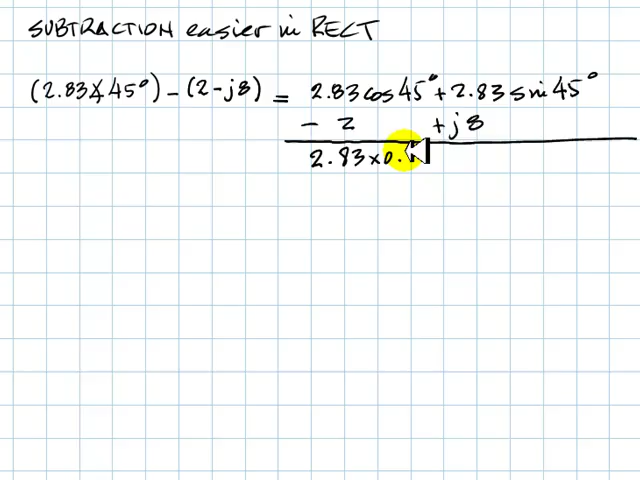 SUBTRACTION easier in RECT
(2.83∡45°) - (2-j8) = 2.83cos45° + 2.83sin45°
- 2 +j8
2.83×0.